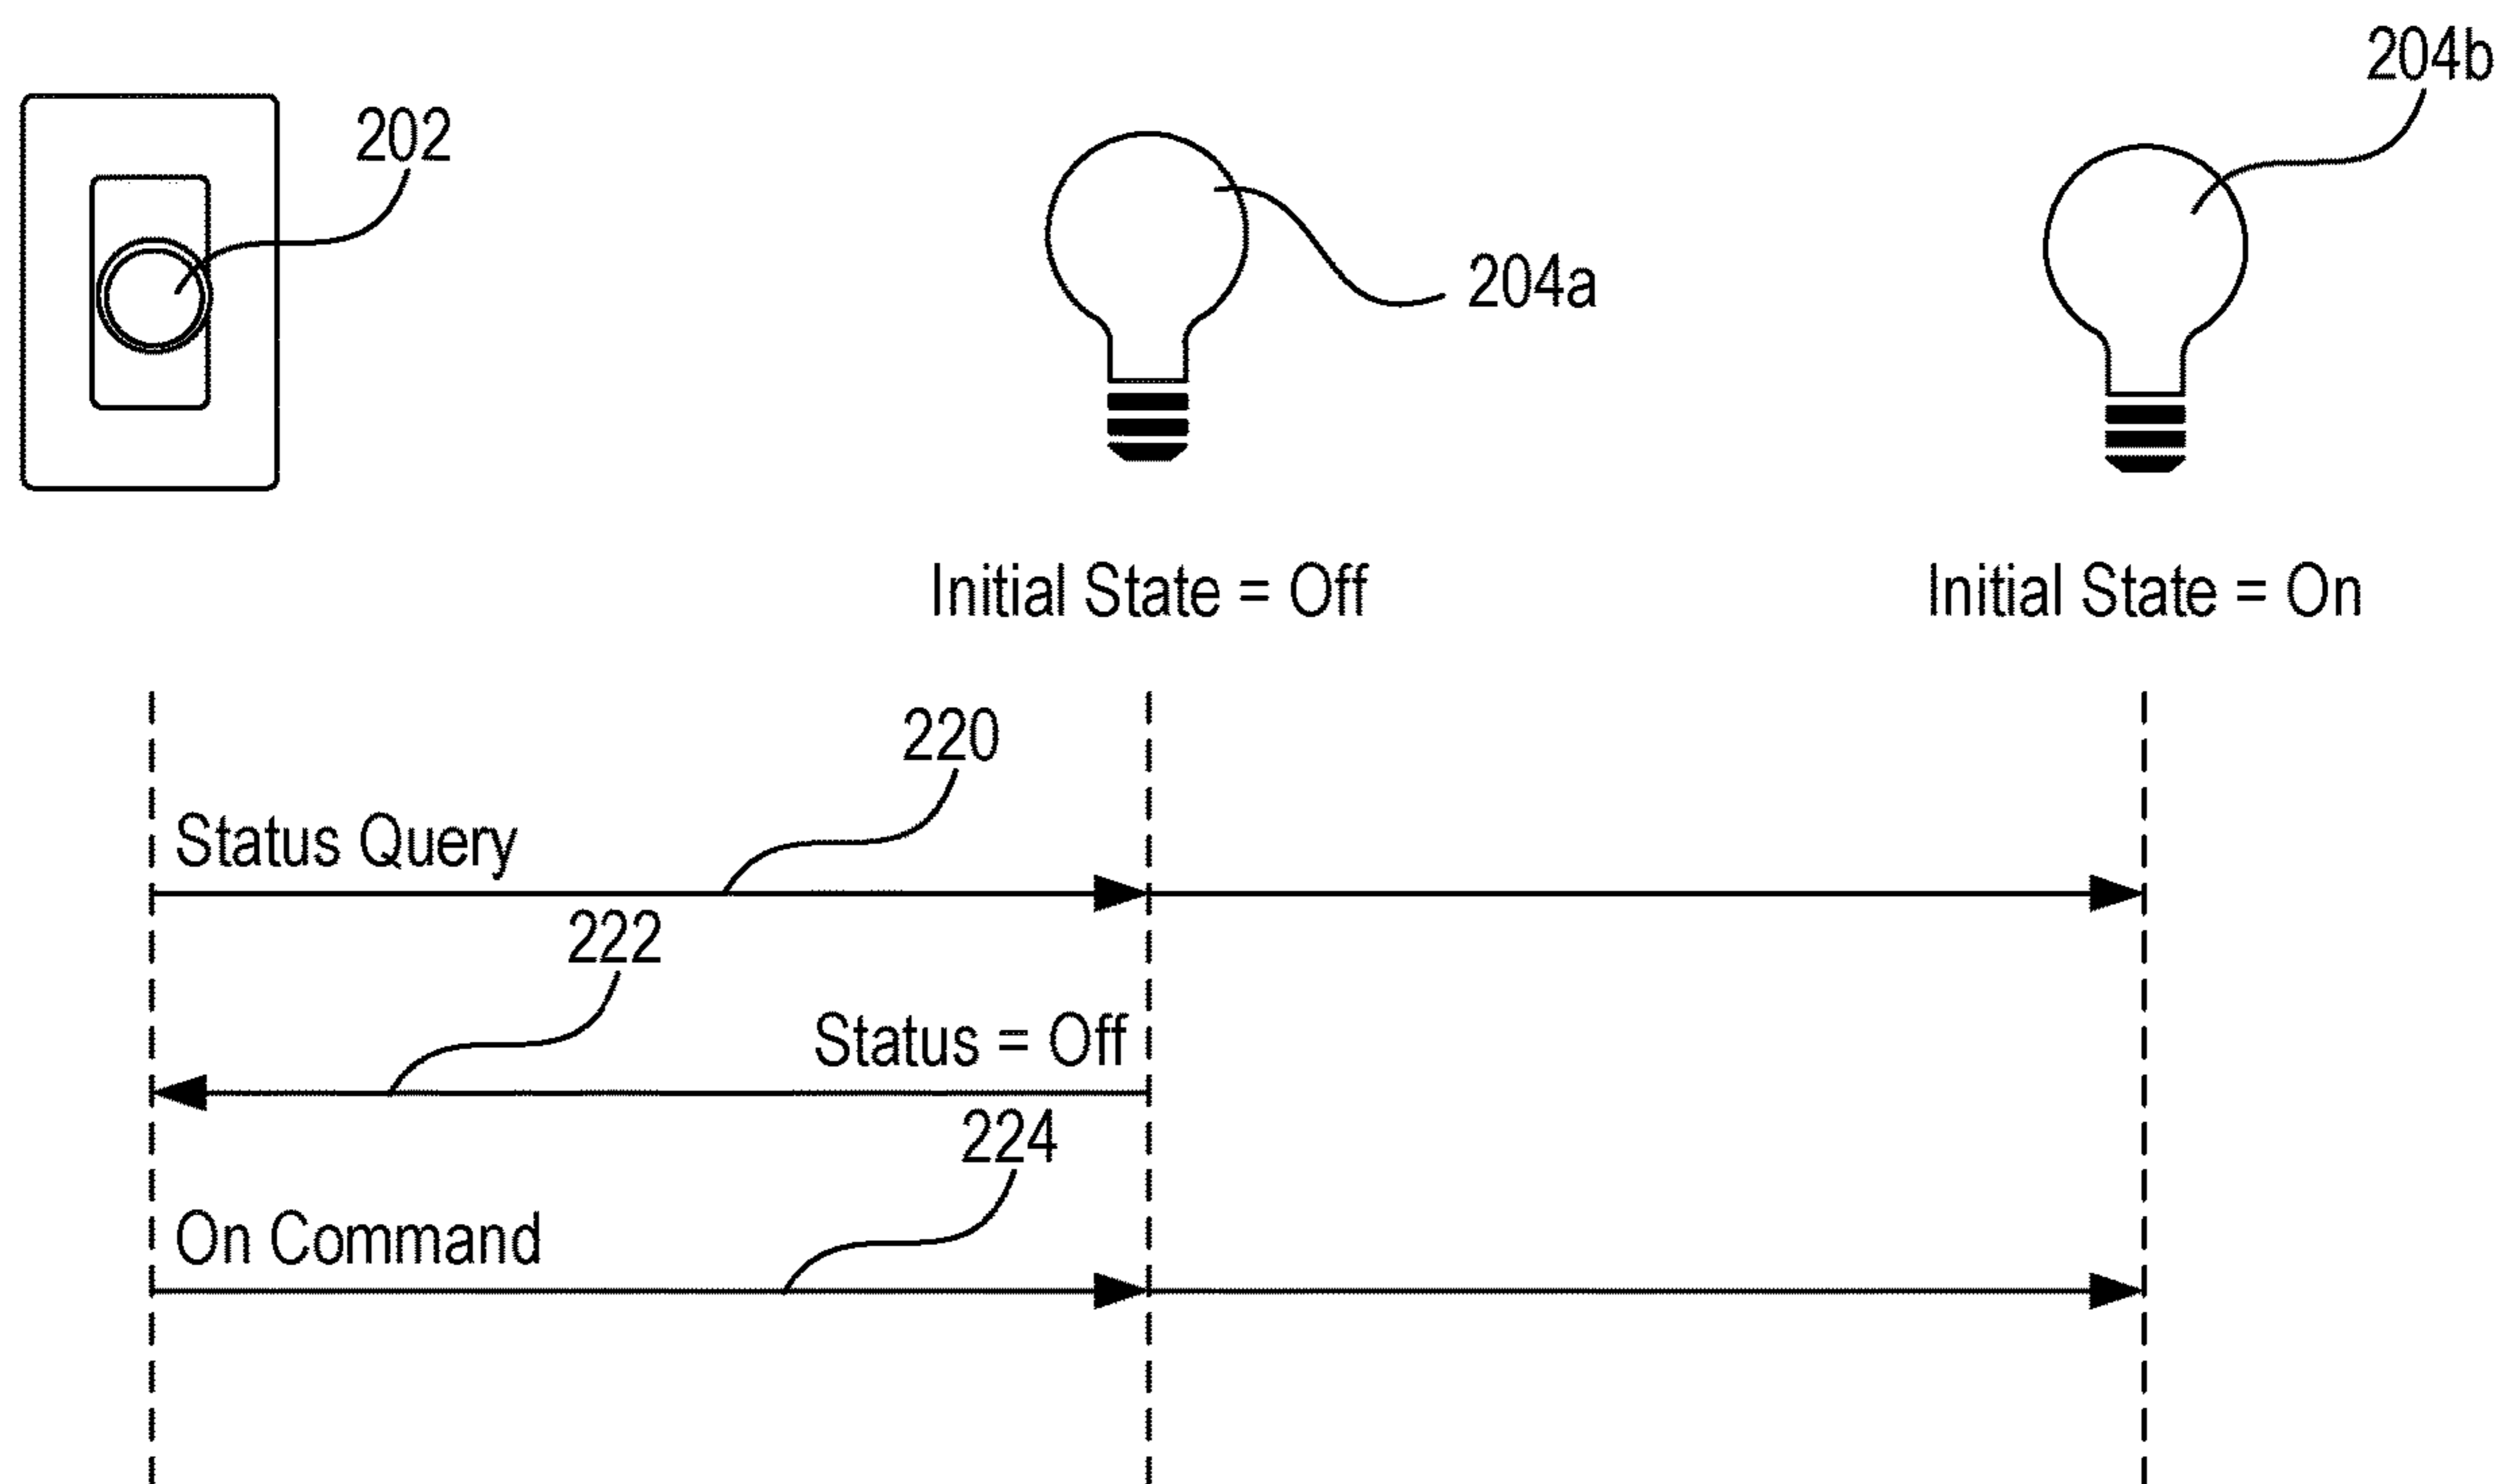 204b
202
204a
Initial State = Off
Initial State = On
220
Status Query
222
Status = Off
224
On Command